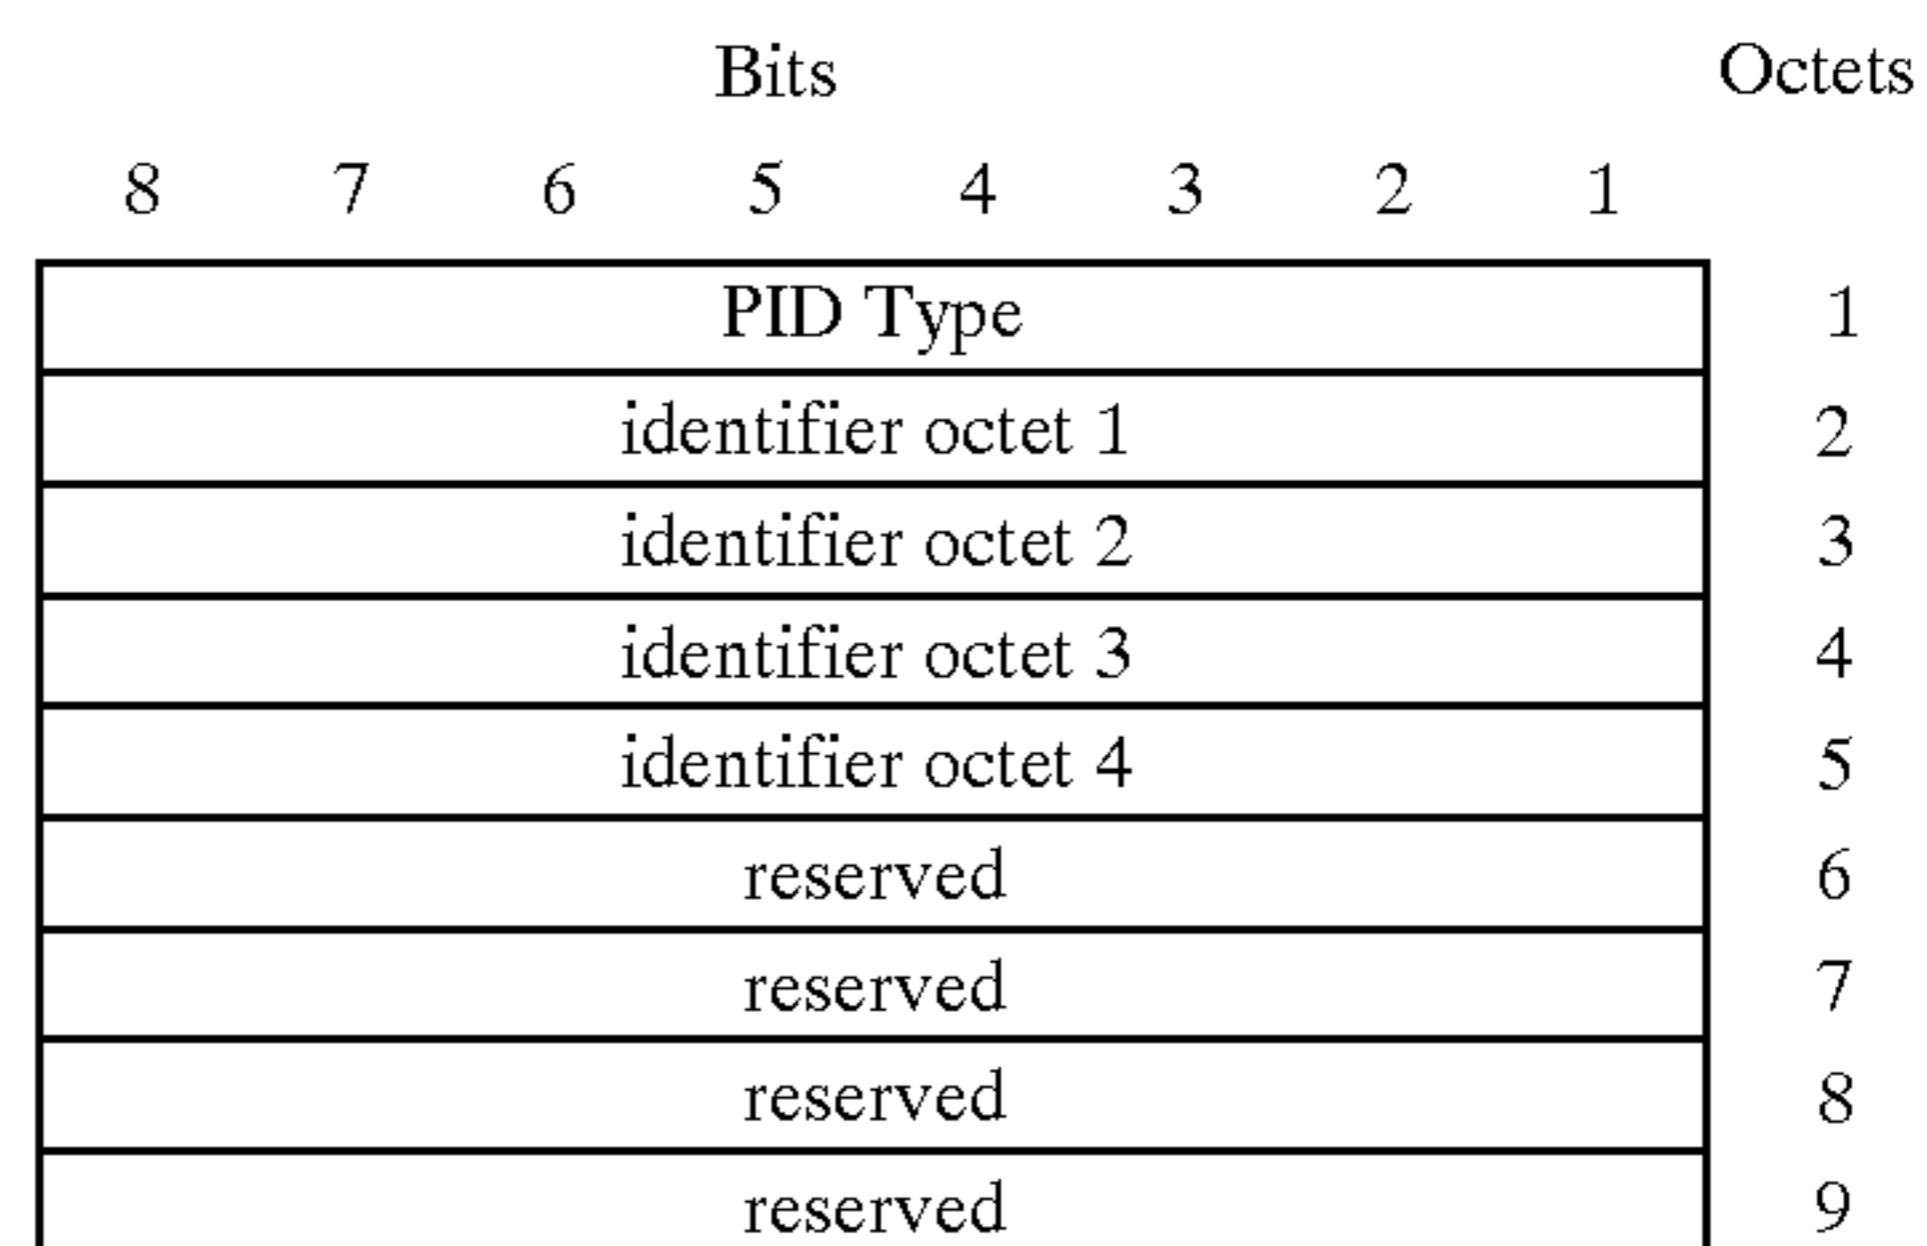 Bits Octets
8 7 6 5 4 3 2 1
PID Type 1
identifier octet 1 2
identifier octet 2 3
identifier octet 3 4
identifier octet 4 5
reserved 6
reserved 7
reserved 8
reserved 9